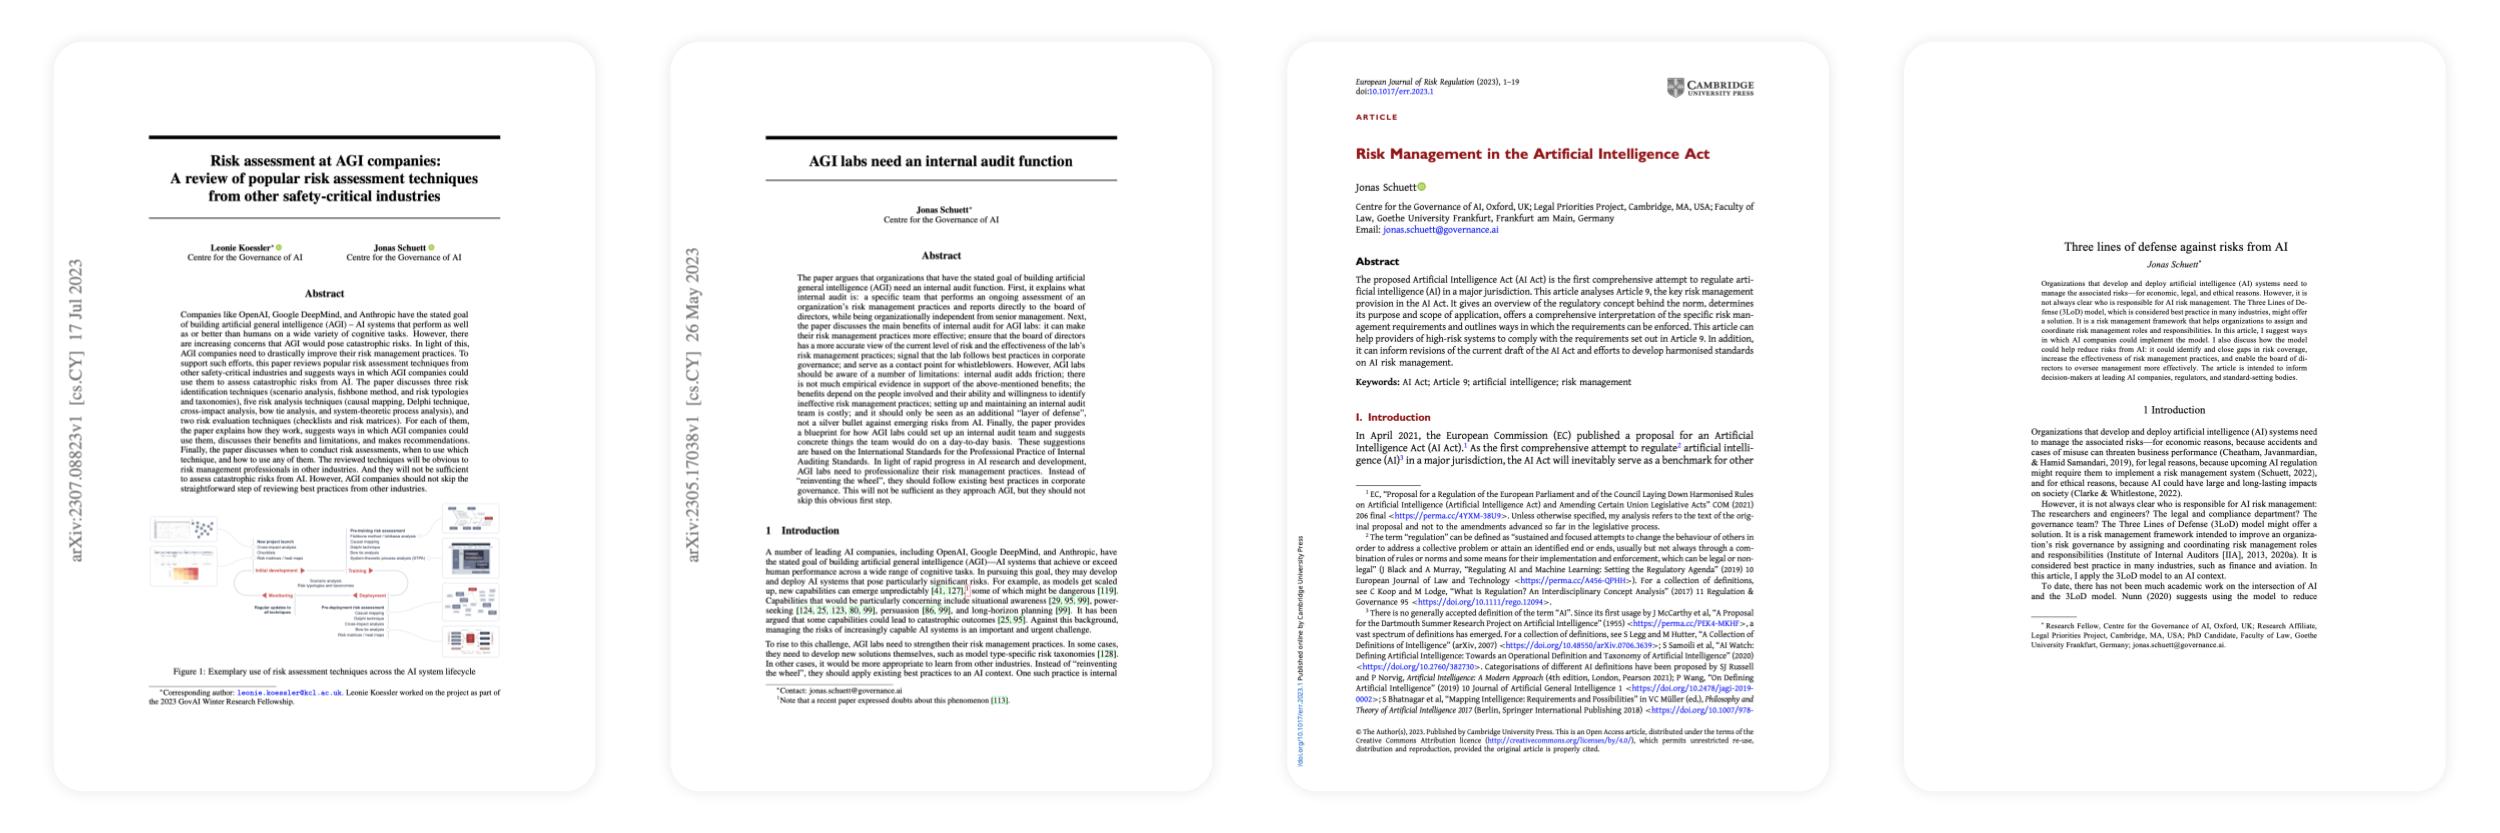 arXiv:2307.08823v1 [cs.CY] 17 Jul 2023
Risk assessment at AGI companies:
A review of popular risk assessment techniques
from other safety-critical industries
Leonie Koessler* Jonas Schuett
Centre for the Governance of AI Centre for the Governance of AI
Abstract
Companies like OpenAI, Google DeepMind, and Anthropic have the stated goal
of building artificial general intelligence (AGI) – AI systems that perform as well
as or better than humans on a wide variety of cognitive tasks. However, there
are increasing concerns that AGI would pose catastrophic risks. In light of this,
AGI companies need to drastically improve their risk management practices. To
support such efforts, this paper reviews popular risk assessment techniques from
other safety-critical industries and suggests ways in which AGI companies could
use them to assess catastrophic risks from AI. The paper discusses three risk
identification techniques (scenario analysis, fishbone method, and risk typologies
and taxonomies), five risk analysis techniques (causal mapping, Delphi technique,
cross-impact analysis, bow tie analysis, and system-theoretic process analysis), and
two risk evaluation techniques (checklists and risk matrices). For each of them,
the paper explains how they work, suggests ways in which AGI companies could
use them, discusses their benefits and limitations, and makes recommendations.
Finally, the paper discusses when to conduct risk assessments, when to use which
technique, and how to use any of them. The reviewed techniques will be obvious to
risk management professionals in other industries. And they will not be sufficient
to assess catastrophic risks from AI. However, AGI companies should not skip the
straightforward step of reviewing best practices from other industries.
New project launch
Cross-impact analysis
Checklists
Risk matrices / heat maps
Pre-training risk assessment
Fishbone method / Ishikawa analysis
Causal mapping
Delphi technique
Bow tie analysis
System-theoretic process analysis (STPA)
Initial development Training
Scenario analysis
Risk typologies and taxonomies
Monitoring Deployment
Regular updates to
all techniques
Pre-deployment risk assessment
Causal mapping
Delphi technique
Cross-impact analysis
Bow tie analysis
Risk matrices / heat maps
Figure 1: Exemplary use of risk assessment techniques across the AI system lifecycle
*Corresponding author: leonie.koessler@kcl.ac.uk. Leonie Koessler worked on the project as part of
the 2023 GovAI Winter Research Fellowship.
arXiv:2305.17038v1 [cs.CY] 26 May 2023
AGI labs need an internal audit function
Jonas Schuett*
Centre for the Governance of AI
Abstract
The paper argues that organizations that have the stated goal of building artificial
general intelligence (AGI) need an internal audit function. First, it explains what
internal audit is: a specific team that performs an ongoing assessment of an
organization's risk management practices and reports directly to the board of
directors, while being organizationally independent from senior management. Next,
the paper discusses the main benefits of internal audit for AGI labs: it can make
their risk management practices more effective; ensure that the board of directors
has a more accurate view of the current level of risk and the effectiveness of the lab's
risk management practices; signal that the lab follows best practices in corporate
governance; and serve as a contact point for whistleblowers. However, AGI labs
should be aware of a number of limitations: internal audit adds friction; there
is not much empirical evidence in support of the above-mentioned benefits; the
benefits depend on the people involved and their ability and willingness to identify
ineffective risk management practices; setting up and maintaining an internal audit
team is costly; and it should only be seen as an additional “layer of defense”,
not a silver bullet against emerging risks from AI. Finally, the paper provides
a blueprint for how AGI labs could set up an internal audit team and suggests
concrete things the team would do on a day-to-day basis. These suggestions
are based on the International Standards for the Professional Practice of Internal
Auditing Standards. In light of rapid progress in AI research and development,
AGI labs need to professionalize their risk management practices. Instead of
“reinventing the wheel”, they should follow existing best practices in corporate
governance. This will not be sufficient as they approach AGI, but they should not
skip this obvious first step.
1 Introduction
A number of leading AI companies, including OpenAI, Google DeepMind, and Anthropic, have
the stated goal of building artificial general intelligence (AGI)—AI systems that achieve or exceed
human performance across a wide range of cognitive tasks. In pursuing this goal, they may develop
and deploy AI systems that pose particularly significant risks. For example, as models get scaled
up, new capabilities can emerge unpredictably [41, 127],1 some of which might be dangerous [119].
Capabilities that would be particularly concerning include situational awareness [29, 95, 99], power-
seeking [124, 25, 123, 80, 99], persuasion [86, 99], and long-horizon planning [99]. It has been
argued that some capabilities could lead to catastrophic outcomes [25, 95]. Against this background,
managing the risks of increasingly capable AI systems is an important and urgent challenge.
To rise to this challenge, AGI labs need to strengthen their risk management practices. In some cases,
they need to develop new solutions themselves, such as model type-specific risk taxonomies [128].
In other cases, it would be more appropriate to learn from other industries. Instead of “reinventing
the wheel”, they should apply existing best practices to an AI context. One such practice is internal
*Contact: jonas.schuett@governance.ai
1Note that a recent paper expressed doubts about this phenomenon [113].
European Journal of Risk Regulation (2023), 1–19
doi:10.1017/err.2023.1
CAMBRIDGE
UNIVERSITY PRESS
ARTICLE
Risk Management in the Artificial Intelligence Act
Jonas Schuett
Centre for the Governance of AI, Oxford, UK; Legal Priorities Project, Cambridge, MA, USA; Faculty of
Law, Goethe University Frankfurt, Frankfurt am Main, Germany
Email: jonas.schuett@governance.ai
Abstract
The proposed Artificial Intelligence Act (AI Act) is the first comprehensive attempt to regulate arti-
ficial intelligence (AI) in a major jurisdiction. This article analyses Article 9, the key risk management
provision in the AI Act. It gives an overview of the regulatory concept behind the norm, determines
its purpose and scope of application, offers a comprehensive interpretation of the specific risk man-
agement requirements and outlines ways in which the requirements can be enforced. This article can
help providers of high-risk systems to comply with the requirements set out in Article 9. In addition,
it can inform revisions of the current draft of the AI Act and efforts to develop harmonised standards
on AI risk management.
Keywords: AI Act; Article 9; artificial intelligence; risk management
I. Introduction
In April 2021, the European Commission (EC) published a proposal for an Artificial
Intelligence Act (AI Act).1 As the first comprehensive attempt to regulate2 artificial intelli-
gence (AI)3 in a major jurisdiction, the AI Act will inevitably serve as a benchmark for other
1 EC, “Proposal for a Regulation of the European Parliament and of the Council Laying Down Harmonised Rules
on Artificial Intelligence (Artificial Intelligence Act) and Amending Certain Union Legislative Acts” COM (2021)
206 final <https://perma.cc/4YXM-38U9>. Unless otherwise specified, my analysis refers to the text of the orig-
inal proposal and not to the amendments advanced so far in the legislative process.
2 The term “regulation” can be defined as “sustained and focused attempts to change the behaviour of others in
order to address a collective problem or attain an identified end or ends, usually but not always through a com-
bination of rules or norms and some means for their implementation and enforcement, which can be legal or non-
legal” (J Black and A Murray, “Regulating AI and Machine Learning: Setting the Regulatory Agenda” (2019) 10
European Journal of Law and Technology <https://perma.cc/A456-QPHH>). For a collection of definitions,
see C Koop and M Lodge, “What Is Regulation? An Interdisciplinary Concept Analysis” (2017) 11 Regulation &
Governance 95 <https://doi.org/10.1111/rego.12094>.
3 There is no generally accepted definition of the term “AI”. Since its first usage by J McCarthy et al, “A Proposal
for the Dartmouth Summer Research Project on Artificial Intelligence” (1955) <https://perma.cc/PEK4-MKHF>, a
vast spectrum of definitions has emerged. For a collection of definitions, see S Legg and M Hutter, “A Collection of
Definitions of Intelligence” (arXiv, 2007) <https://doi.org/10.48550/arXiv.0706.3639>; S Samoili et al, “AI Watch:
Defining Artificial Intelligence: Towards an Operational Definition and Taxonomy of Artificial Intelligence” (2020)
<https://doi.org/10.2760/382730>. Categorisations of different AI definitions have been proposed by SJ Russell
and P Norvig, Artificial Intelligence: A Modern Approach (4th edition, London, Pearson 2021); P Wang, “On Defining
Artificial Intelligence” (2019) 10 Journal of Artificial General Intelligence 1 <https://doi.org/10.2478/jagi-2019-
0002>; S Bhatnagar et al, “Mapping Intelligence: Requirements and Possibilities” in VC Müller (ed.), Philosophy and
Theory of Artificial Intelligence 2017 (Berlin, Springer International Publishing 2018) <https://doi.org/10.1007/978-
© The Author(s), 2023. Published by Cambridge University Press. This is an Open Access article, distributed under the terms of the
Creative Commons Attribution licence (http://creativecommons.org/licenses/by/4.0/), which permits unrestricted re-use,
distribution and reproduction, provided the original article is properly cited.
/doi.org/10.1017/err.2023.1 Published online by Cambridge University Press
Three lines of defense against risks from AI
Jonas Schuett*
Organizations that develop and deploy artificial intelligence (AI) systems need to
manage the associated risks—for economic, legal, and ethical reasons. However, it is
not always clear who is responsible for AI risk management. The Three Lines of De-
fense (3LoD) model, which is considered best practice in many industries, might offer
a solution. It is a risk management framework that helps organizations to assign and
coordinate risk management roles and responsibilities. In this article, I suggest ways
in which AI companies could implement the model. I also discuss how the model
could help reduce risks from AI: it could identify and close gaps in risk coverage,
increase the effectiveness of risk management practices, and enable the board of di-
rectors to oversee management more effectively. The article is intended to inform
decision-makers at leading AI companies, regulators, and standard-setting bodies.
1 Introduction
Organizations that develop and deploy artificial intelligence (AI) systems need
to manage the associated risks—for economic reasons, because accidents and
cases of misuse can threaten business performance (Cheatham, Javanmardian,
& Hamid Samandari, 2019), for legal reasons, because upcoming AI regulation
might require them to implement a risk management system (Schuett, 2022),
and for ethical reasons, because AI could have large and long-lasting impacts
on society (Clarke & Whitlestone, 2022).
However, it is not always clear who is responsible for AI risk management:
The researchers and engineers? The legal and compliance department? The
governance team? The Three Lines of Defense (3LoD) model might offer a
solution. It is a risk management framework intended to improve an organiza-
tion's risk governance by assigning and coordinating risk management roles
and responsibilities (Institute of Internal Auditors [IIA], 2013, 2020a). It is
considered best practice in many industries, such as finance and aviation. In
this article, I apply the 3LoD model to an AI context.
To date, there has not been much academic work on the intersection of AI
and the 3LoD model. Nunn (2020) suggests using the model to reduce
* Research Fellow, Centre for the Governance of AI, Oxford, UK; Research Affiliate,
Legal Priorities Project, Cambridge, MA, USA; PhD Candidate, Faculty of Law, Goethe
University Frankfurt, Germany; jonas.schuett@governance.ai.